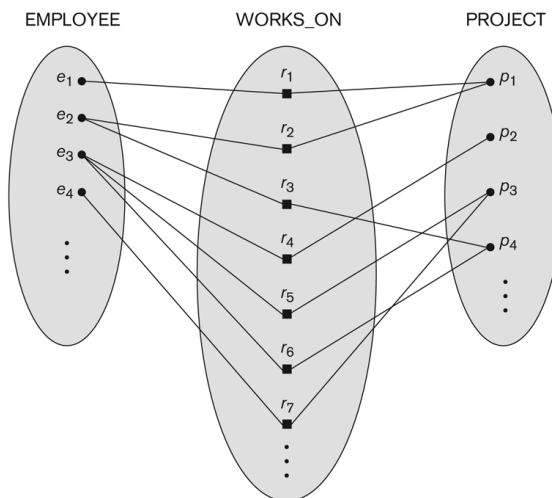 EMPLOYEE WORKS_ON PROJECT
e1 r1 p1
e2 r2 p2
e3 r3 p3
e4 r4 p4
r5
r6
r7